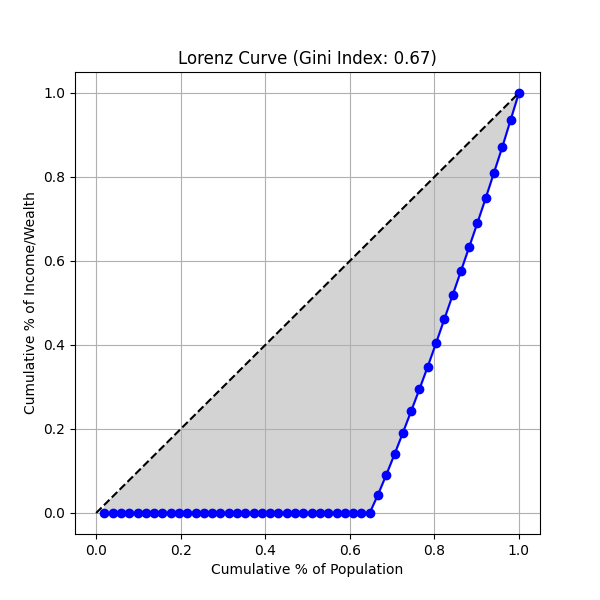 Lorenz Curve (Gini Index: 0.67)
Cumulative % of Income/Wealth
1.0
0.8
0.6
0.4
0.2
0.0
0.0 0.2 0.4 0.6 0.8 1.0
Cumulative % of Population